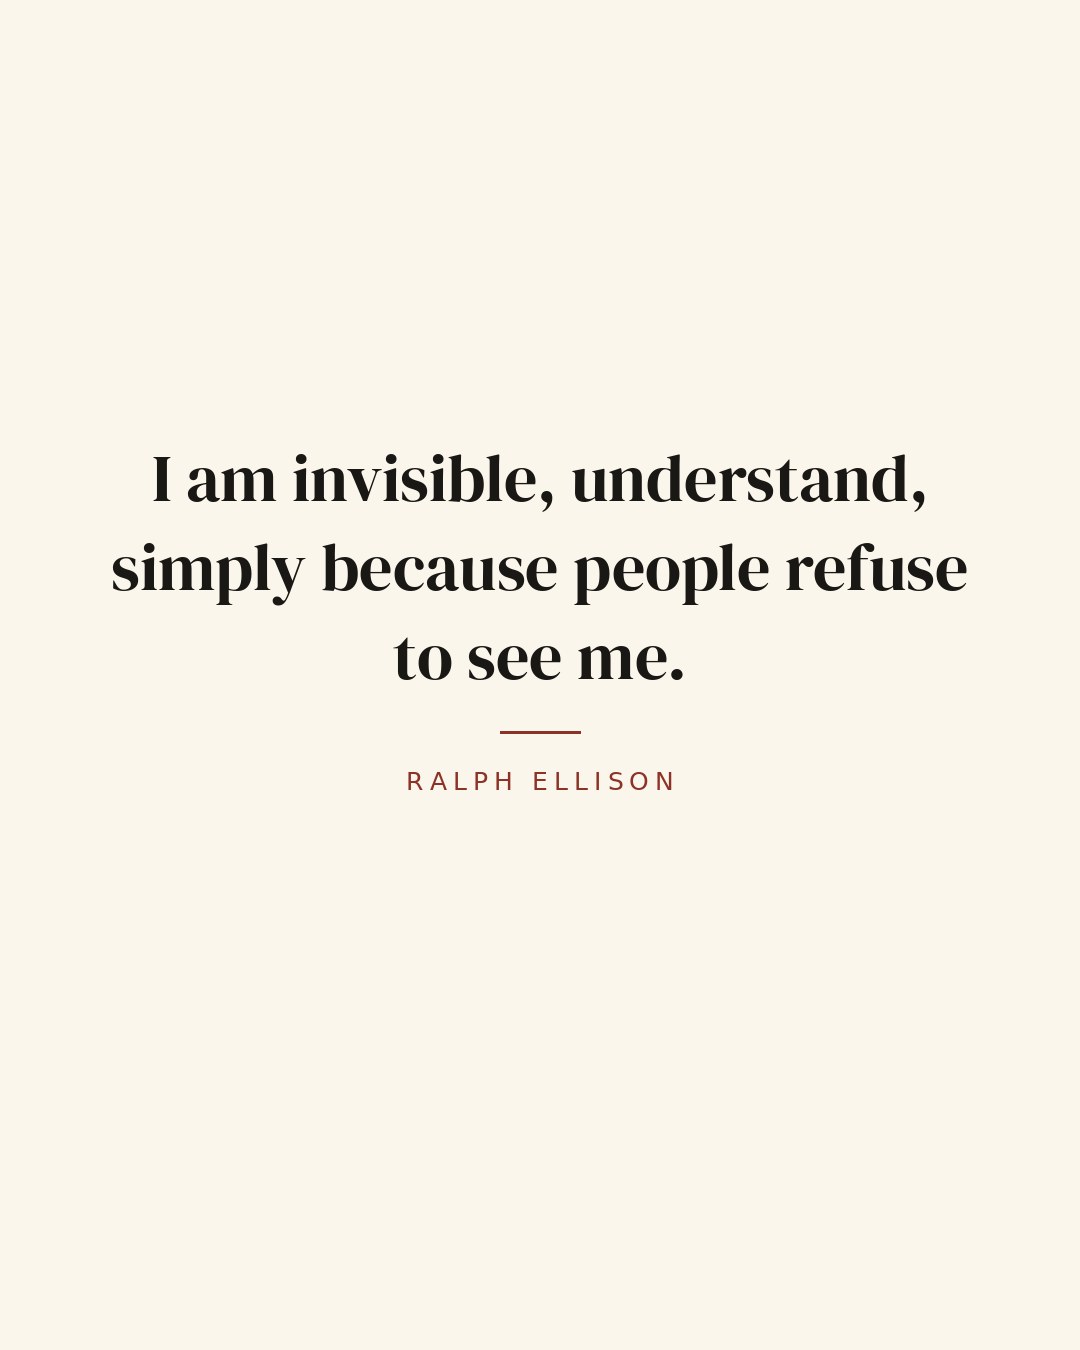 I am invisible, understand,
simply because people refuse
to see me.
RALPH ELLISON